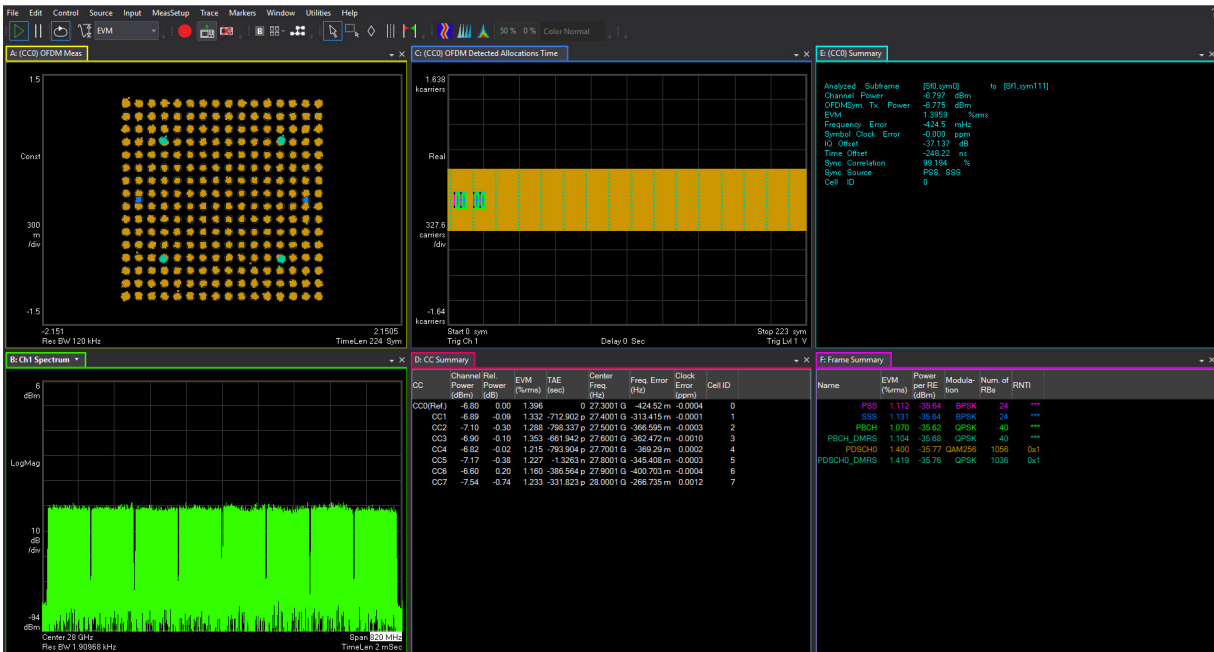 File Edit Control Source Input MeasSetup Trace Markers Window Utilities Help
EVM 50 % 0 % Color Normal
A: (CC0) OFDM Meas
1.5
Const
300
m
/div
-1.5
-2.151 2.1505
Res BW 120 kHz TimeLen 224 Sym
C: (CC0) OFDM Detected Allocations Time
1.638
kcarriers
Real
327.6
carriers
/div
-1.64
kcarriers
Start 0 sym Stop 223 sym
Trig Ch 1 Delay 0 Sec Trig Lvl 1 V
E: (CC0) Summary
Analyzed Subframe [Sf0,sym0] to [Sf1,sym111]
Channel Power -6.797 dBm
OFDMSym. Tx. Power -6.775 dBm
EVM 1.3959 %rms
Frequency Error -424.5 mHz
Symbol Clock Error -0.000 ppm
IQ Offset -37.137 dB
Time Offset -248.22 ns
Sync Correlation 99.194 %
Sync Source PSS, SSS
Cell ID 0
B: Ch1 Spectrum
6
dBm
LogMag
10
dB
/div
-94
dBm
Center 28 GHz Span 820 MHz
Res BW 1.90968 kHz TimeLen 2 mSec
D: CC Summary
CC Channel Power (dBm) Rel. Power (dB) EVM (%rms) TAE (sec) Center Freq. (Hz) Freq. Error (Hz) Clock Error (ppm) Cell ID
CC0(Ref.) -6.80 0.00 1.396 0 27.3001 G -424.52 m -0.0004 0
CC1 -6.89 -0.09 1.332 -712.902 p 27.4001 G -313.415 m -0.0001 1
CC2 -7.10 -0.30 1.288 -798.337 p 27.5001 G -366.595 m -0.0003 2
CC3 -6.90 -0.10 1.353 -661.942 p 27.6001 G -362.472 m -0.0010 3
CC4 -6.82 -0.02 1.215 -793.904 p 27.7001 G -369.29 m 0.0002 4
CC5 -7.17 -0.38 1.227 -1.3263 n 27.8001 G -345.408 m -0.0003 5
CC6 -6.60 0.20 1.160 -386.564 p 27.9001 G -400.703 m -0.0004 6
CC7 -7.54 -0.74 1.233 -331.823 p 28.0001 G -266.735 m 0.0012 7
F: Frame Summary
Name EVM (%rms) Power per RE (dBm) Modula-tion Num. of RBs RNTI
PSS 1.112 -35.64 BPSK 24 ***
SSS 1.131 -35.64 BPSK 24 ***
PBCH 1.070 -35.62 QPSK 40 ***
PBCH_DMRS 1.104 -35.68 QPSK 40 ***
PDSCH0 1.400 -35.77 QAM256 1056 0x1
PDSCH0_DMRS 1.419 -35.76 QPSK 1036 0x1